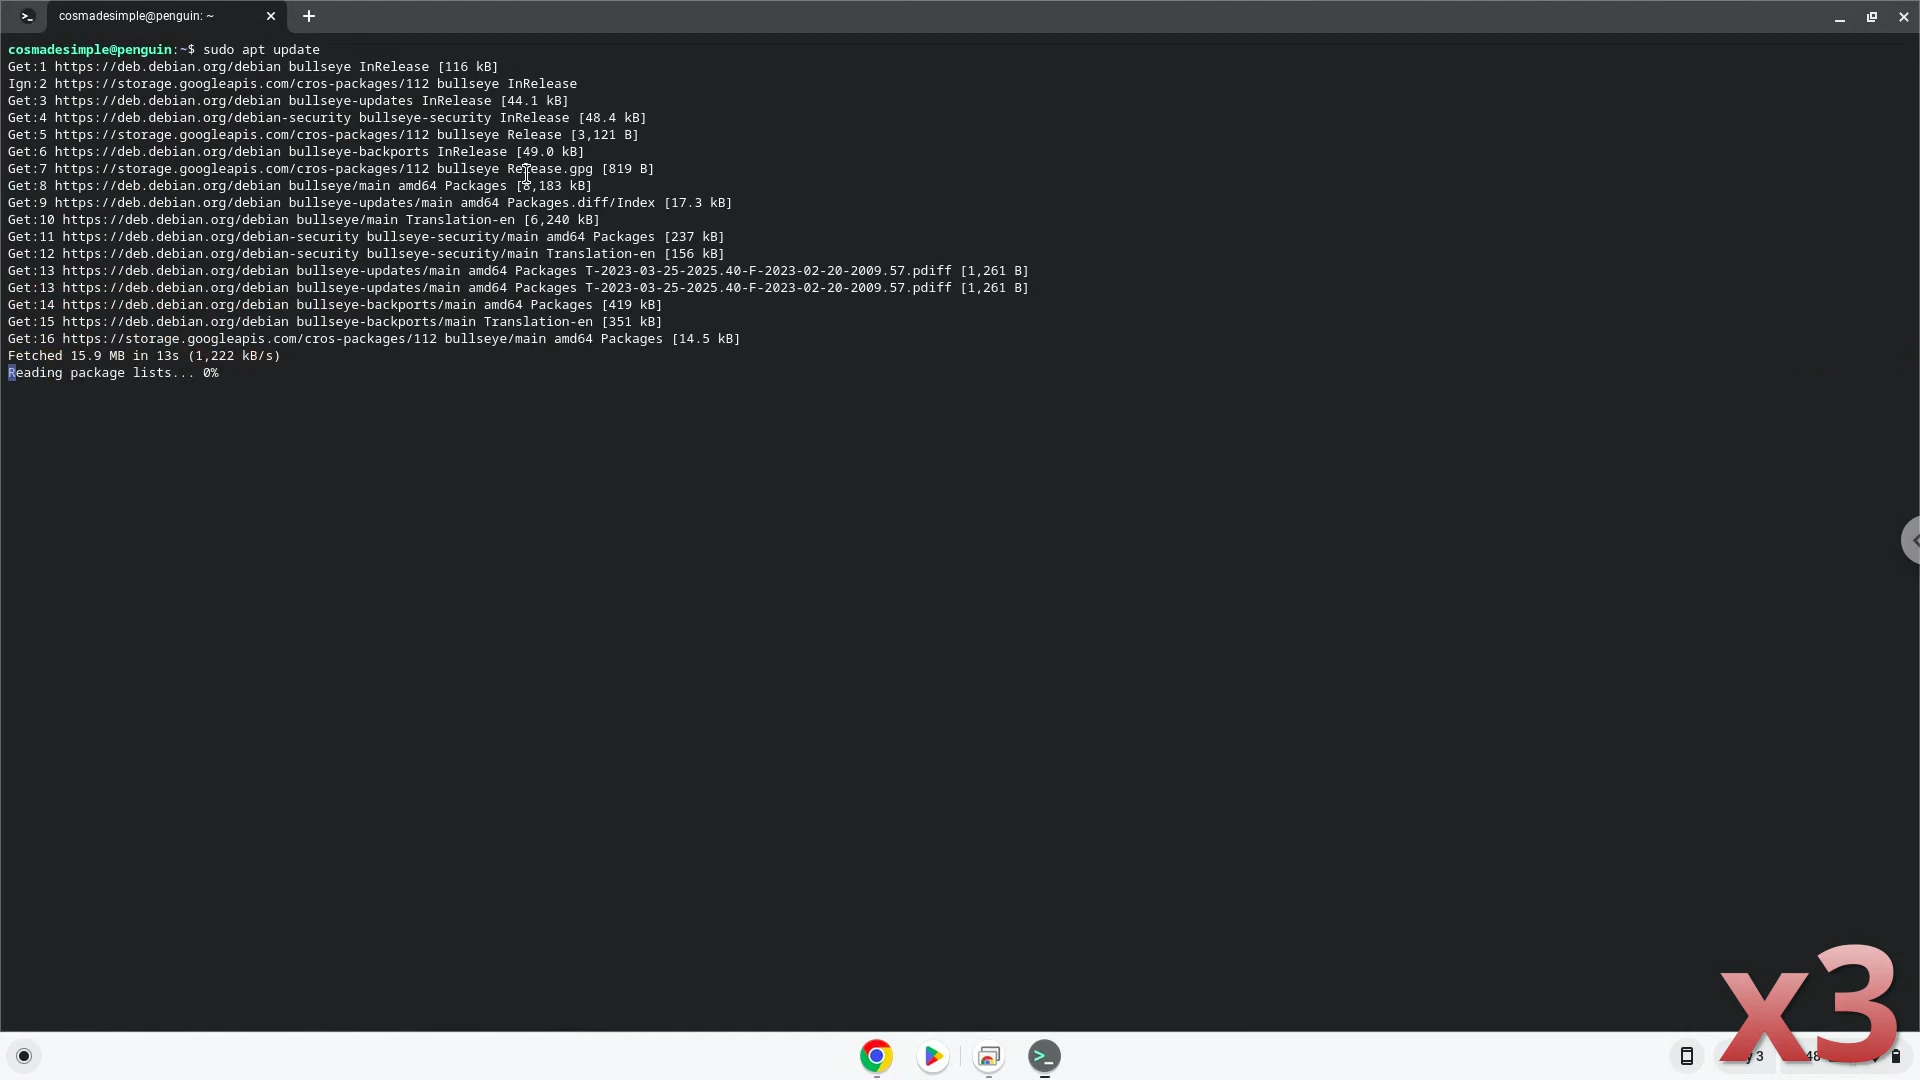 cosmadesimple@penguin: ~
cosmadesimple@penguin:~$ sudo apt update
Get:1 https://deb.debian.org/debian bullseye InRelease [116 kB]
Ign:2 https://storage.googleapis.com/cros-packages/112 bullseye InRelease
Get:3 https://deb.debian.org/debian bullseye-updates InRelease [44.1 kB]
Get:4 https://deb.debian.org/debian-security bullseye-security InRelease [48.4 kB]
Get:5 https://storage.googleapis.com/cros-packages/112 bullseye Release [3,121 B]
Get:6 https://deb.debian.org/debian bullseye-backports InRelease [49.0 kB]
Get:7 https://storage.googleapis.com/cros-packages/112 bullseye Release.gpg [819 B]
Get:8 https://deb.debian.org/debian bullseye/main amd64 Packages [8,183 kB]
Get:9 https://deb.debian.org/debian bullseye-updates/main amd64 Packages.diff/Index [17.3 kB]
Get:10 https://deb.debian.org/debian bullseye/main Translation-en [6,240 kB]
Get:11 https://deb.debian.org/debian-security bullseye-security/main amd64 Packages [237 kB]
Get:12 https://deb.debian.org/debian-security bullseye-security/main Translation-en [156 kB]
Get:13 https://deb.debian.org/debian bullseye-updates/main amd64 Packages T-2023-03-25-2025.40-F-2023-02-20-2009.57.pdiff [1,261 B]
Get:13 https://deb.debian.org/debian bullseye-updates/main amd64 Packages T-2023-03-25-2025.40-F-2023-02-20-2009.57.pdiff [1,261 B]
Get:14 https://deb.debian.org/debian bullseye-backports/main amd64 Packages [419 kB]
Get:15 https://deb.debian.org/debian bullseye-backports/main Translation-en [351 kB]
Get:16 https://storage.googleapis.com/cros-packages/112 bullseye/main amd64 Packages [14.5 kB]
Fetched 15.9 MB in 13s (1,222 kB/s)
Reading package lists... 0%
x3